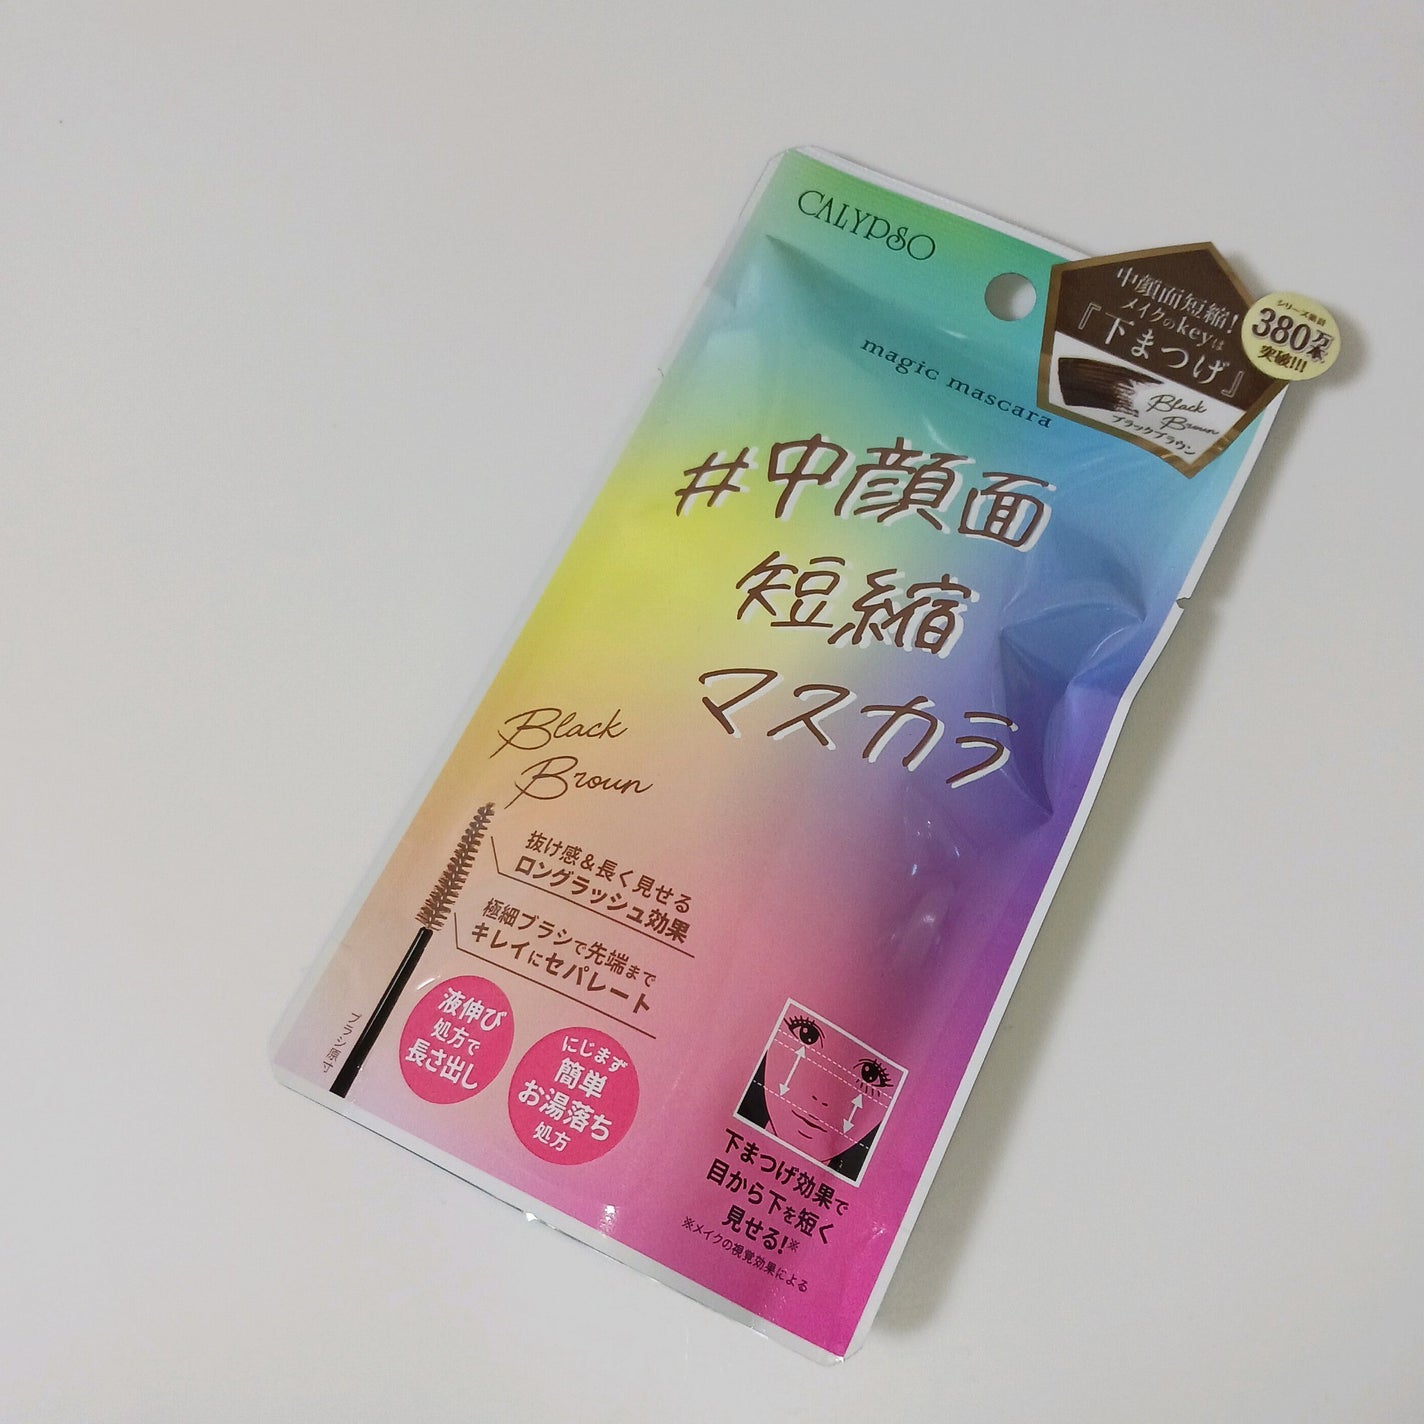 CALYPSO
中顔面短縮!
メイクのkeyは
『下まつげ』
Black
Brown
ブラックブラウン
シリーズ累計
380万本
突破!!!
magic mascara
#中顔面
短縮
マスカラ
Black
Brown
抜け感&長く見せる
ロングラッシュ効果
極細ブラシで先端まで
キレイにセパレート
ブラシ原寸
液伸び
処方で
長さ出し
にじまず
簡単
お湯落ち
処方
下まつげ効果で
目から下を短く
見せる!※
※メイクの視覚効果による